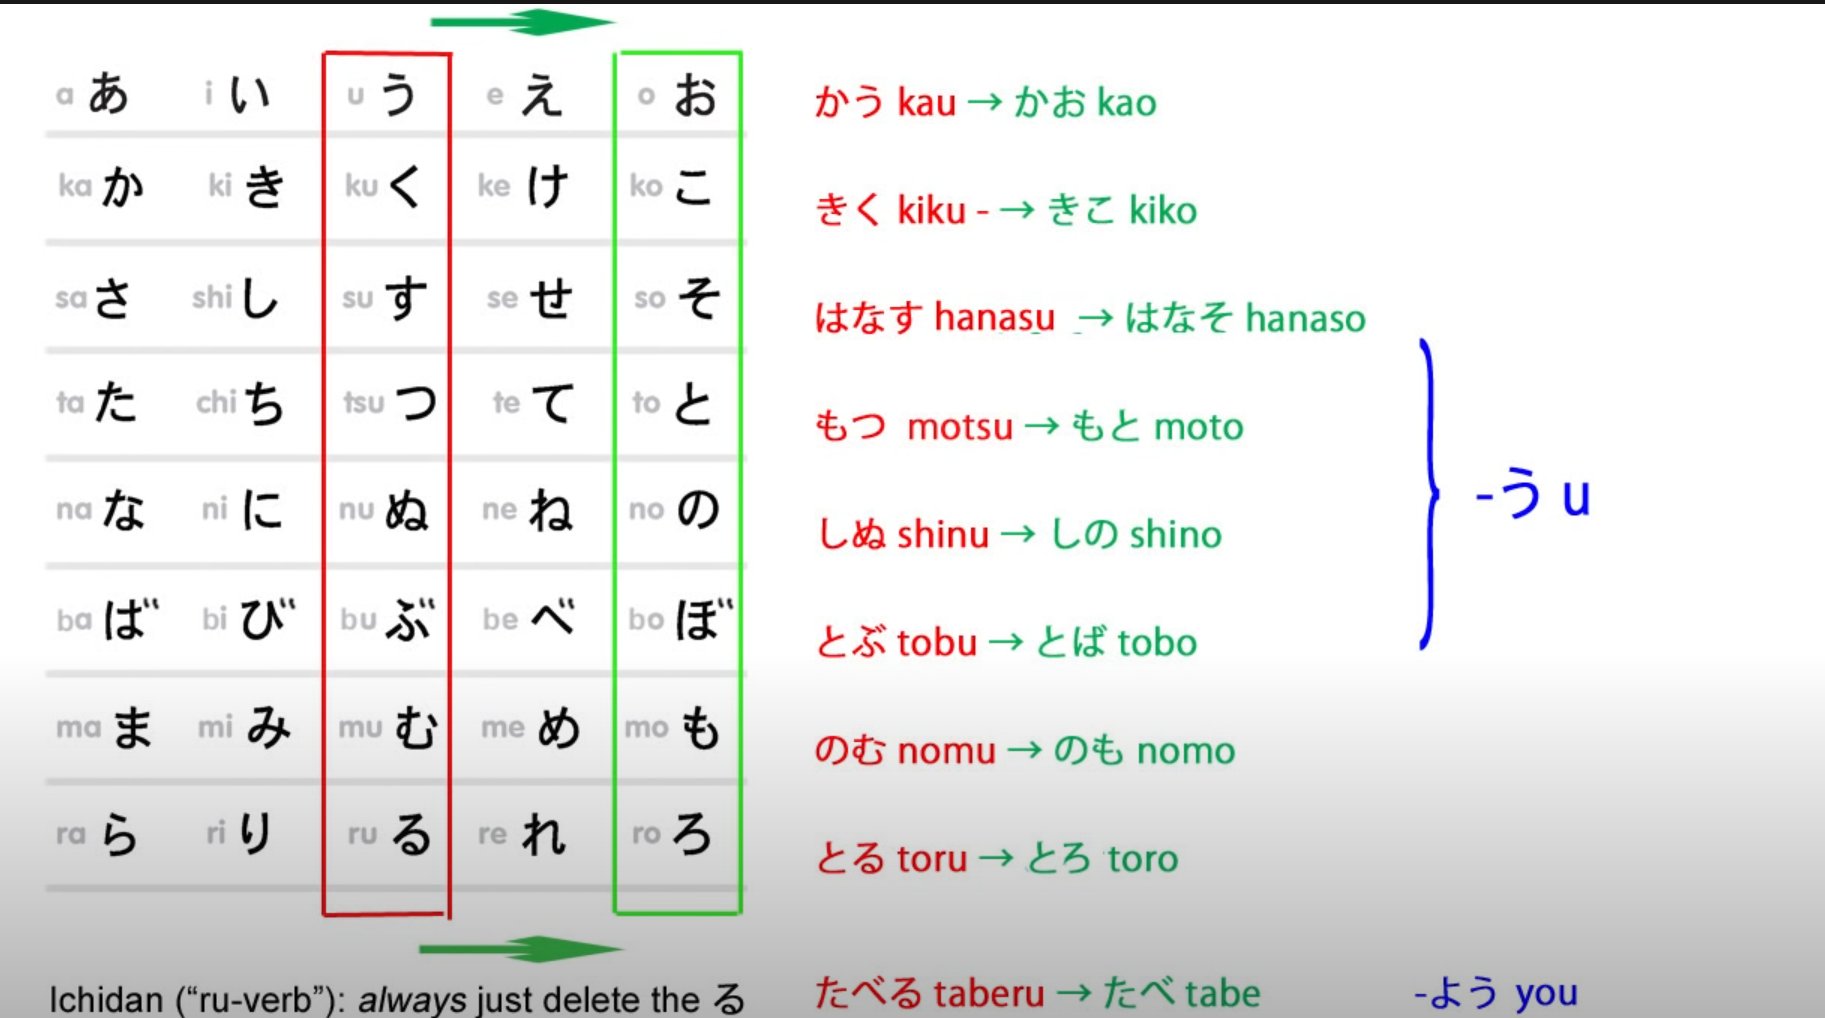 a あ i い u う e え o お かう kau → かお kao
ka か ki き ku く ke け ko こ きく kiku - → きこ kiko
sa さ shi し su す se せ so そ はなす hanasu → はなそ hanaso
ta た chi ち tsu つ te て to と もつ motsu → もと moto
-う u
na な ni に nu ぬ ne ね no の しぬ shinu → しの shino
ba ば bi び bu ぶ be べ bo ぼ とぶ tobu → とば tobo
ma ま mi み mu む me め mo も のむ nomu → のも nomo
ra ら ri り ru る re れ ro ろ とる toru → とろ toro
Ichidan (“ru-verb”): always just delete the る たべる taberu → たべ tabe -よう you